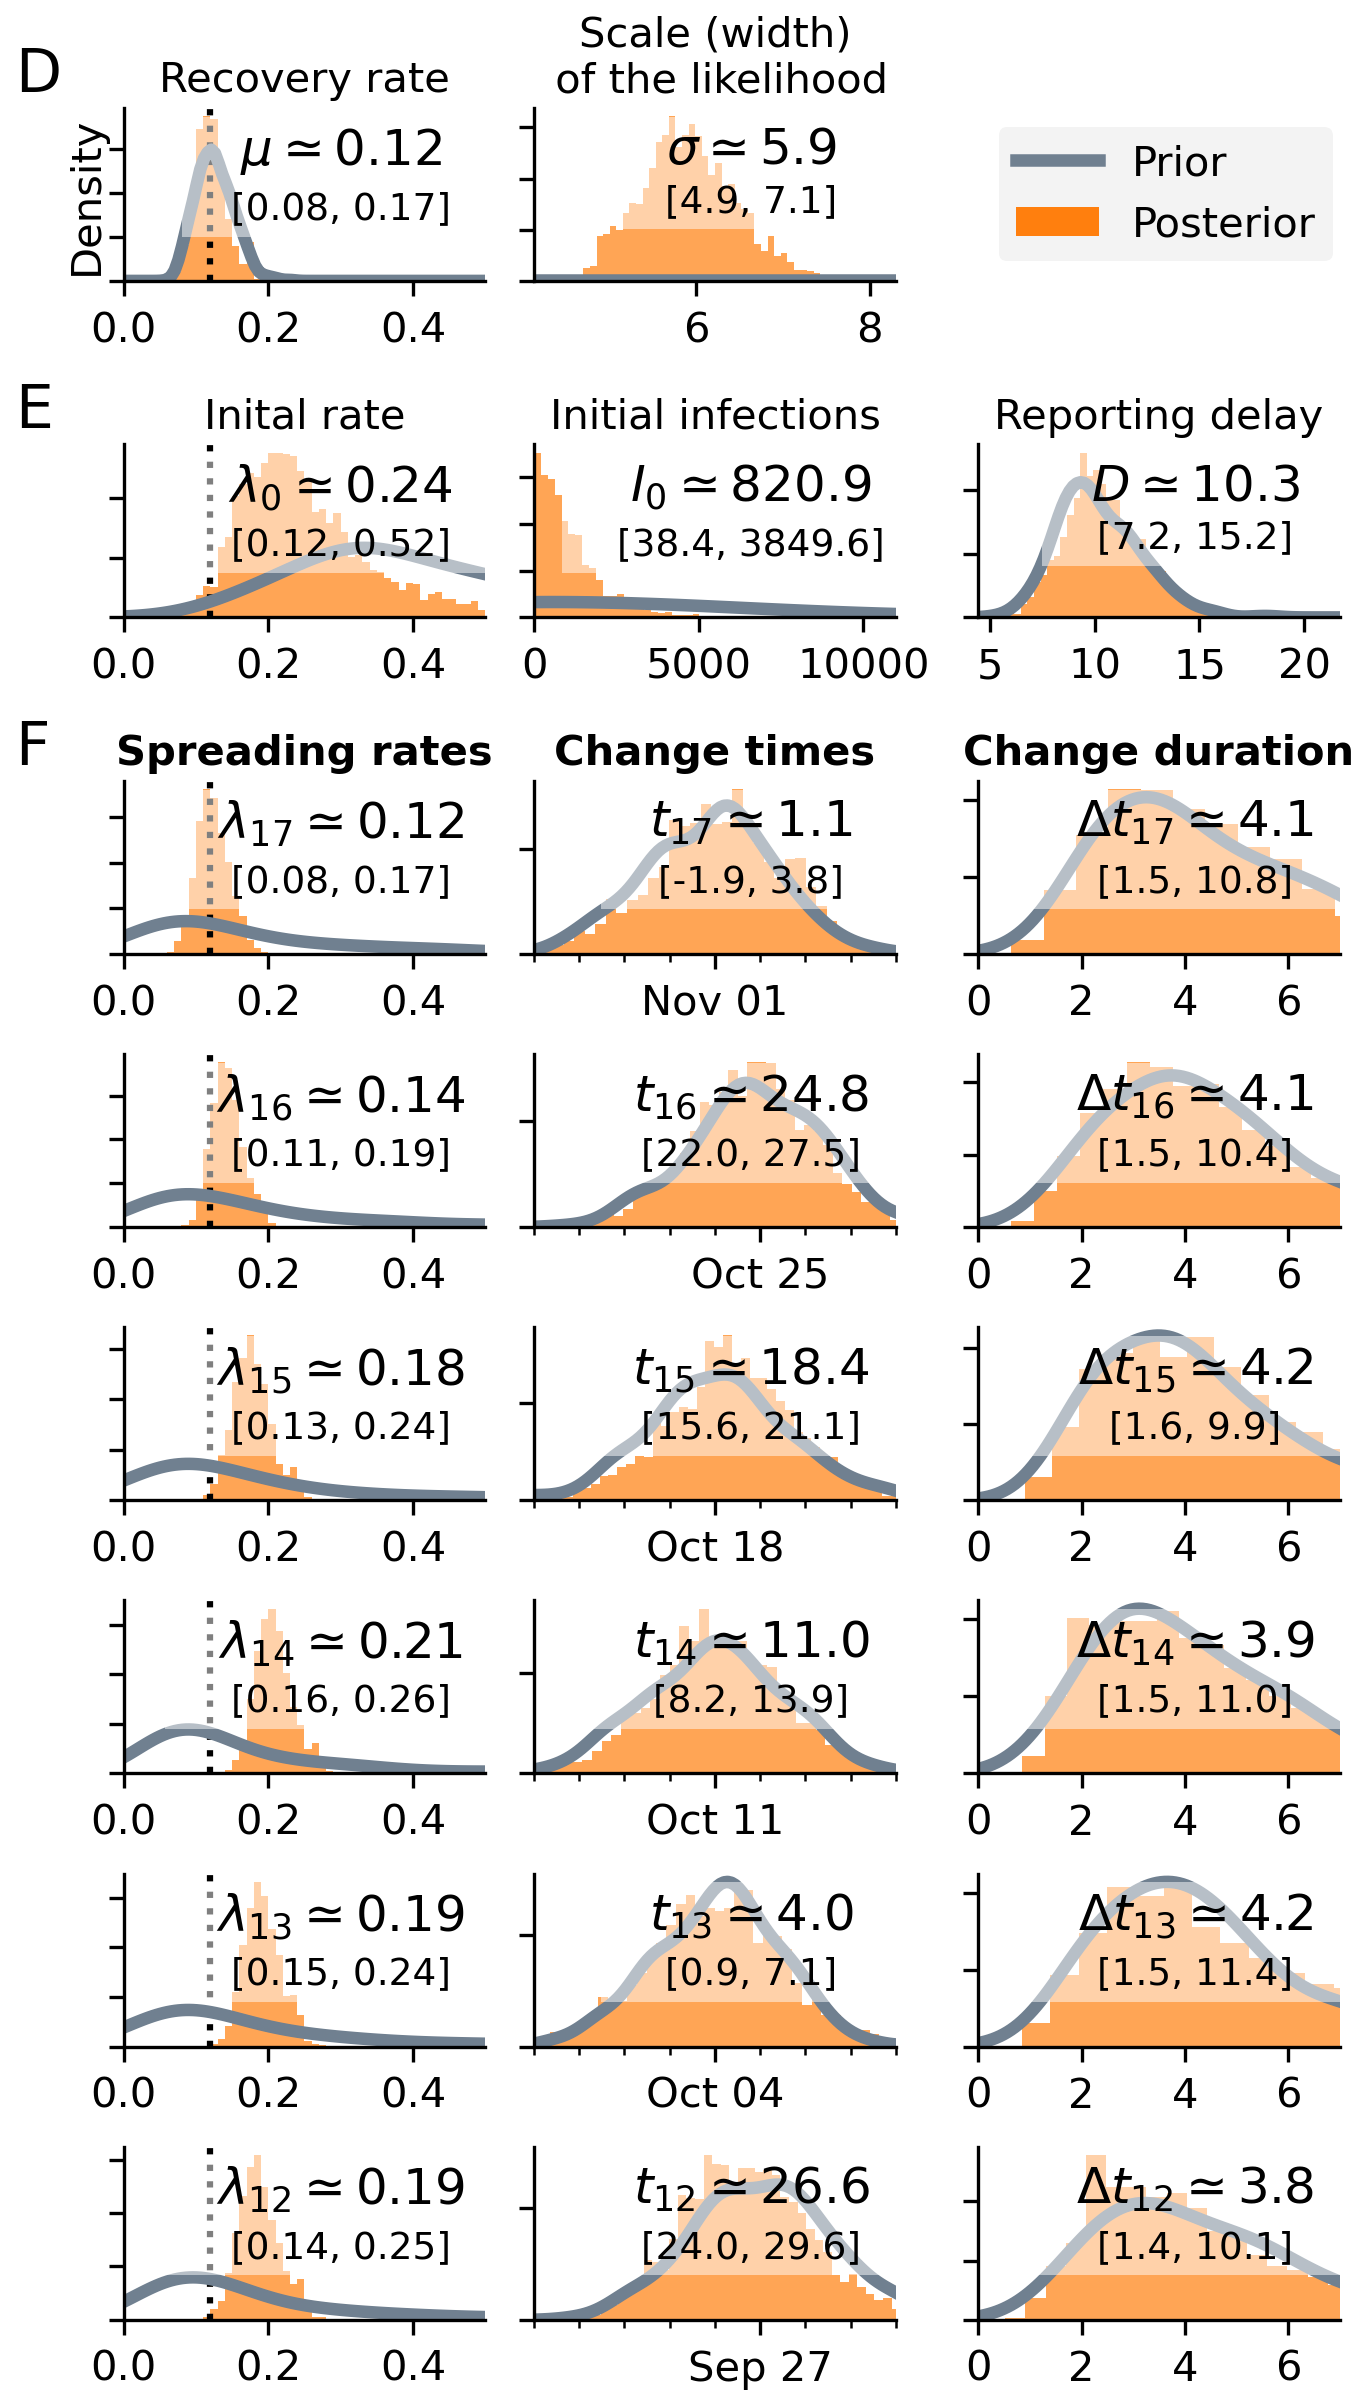 D
Recovery rate
Scale (width)
of the likelihood
Density
μ ≃ 0.12
[0.08, 0.17]
σ ≃ 5.9
[4.9, 7.1]
Prior
Posterior
0.0 0.2 0.4
6 8
E
Inital rate
Initial infections
Reporting delay
λ₀ ≃ 0.24
[0.12, 0.52]
I₀ ≃ 820.9
[38.4, 3849.6]
D ≃ 10.3
[7.2, 15.2]
0.0 0.2 0.4
0 5000 10000
5 10 15 20
F
Spreading rates
Change times
Change duration
λ₁₇ ≃ 0.12
[0.08, 0.17]
t₁₇ ≃ 1.1
[-1.9, 3.8]
Δt₁₇ ≃ 4.1
[1.5, 10.8]
0.0 0.2 0.4
Nov 01
0 2 4 6
λ₁₆ ≃ 0.14
[0.11, 0.19]
t₁₆ ≃ 24.8
[22.0, 27.5]
Δt₁₆ ≃ 4.1
[1.5, 10.4]
0.0 0.2 0.4
Oct 25
0 2 4 6
λ₁₅ ≃ 0.18
[0.13, 0.24]
t₁₅ ≃ 18.4
[15.6, 21.1]
Δt₁₅ ≃ 4.2
[1.6, 9.9]
0.0 0.2 0.4
Oct 18
0 2 4 6
λ₁₄ ≃ 0.21
[0.16, 0.26]
t₁₄ ≃ 11.0
[8.2, 13.9]
Δt₁₄ ≃ 3.9
[1.5, 11.0]
0.0 0.2 0.4
Oct 11
0 2 4 6
λ₁₃ ≃ 0.19
[0.15, 0.24]
t₁₃ ≃ 4.0
[0.9, 7.1]
Δt₁₃ ≃ 4.2
[1.5, 11.4]
0.0 0.2 0.4
Oct 04
0 2 4 6
λ₁₂ ≃ 0.19
[0.14, 0.25]
t₁₂ ≃ 26.6
[24.0, 29.6]
Δt₁₂ ≃ 3.8
[1.4, 10.1]
0.0 0.2 0.4
Sep 27
0 2 4 6